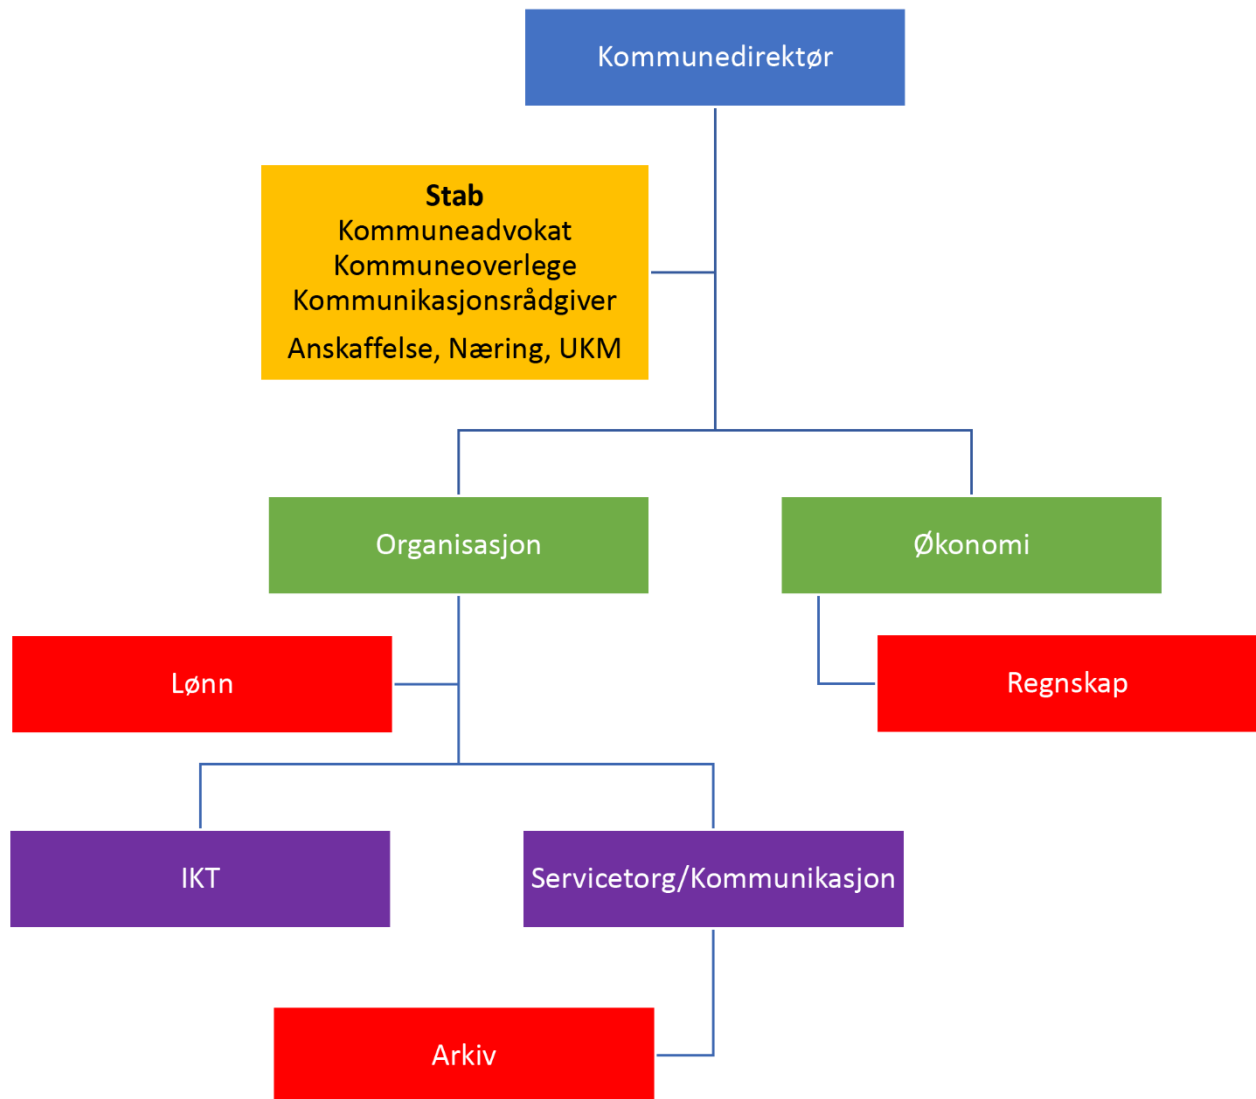 Kommunedirektør
Stab
Kommuneadvokat
Kommuneoverlege
Kommunikasjonsrådgiver
Anskaffelse, Næring, UKM
Organisasjon
Økonomi
Lønn
Regnskap
IKT
Servicetorg/Kommunikasjon
Arkiv